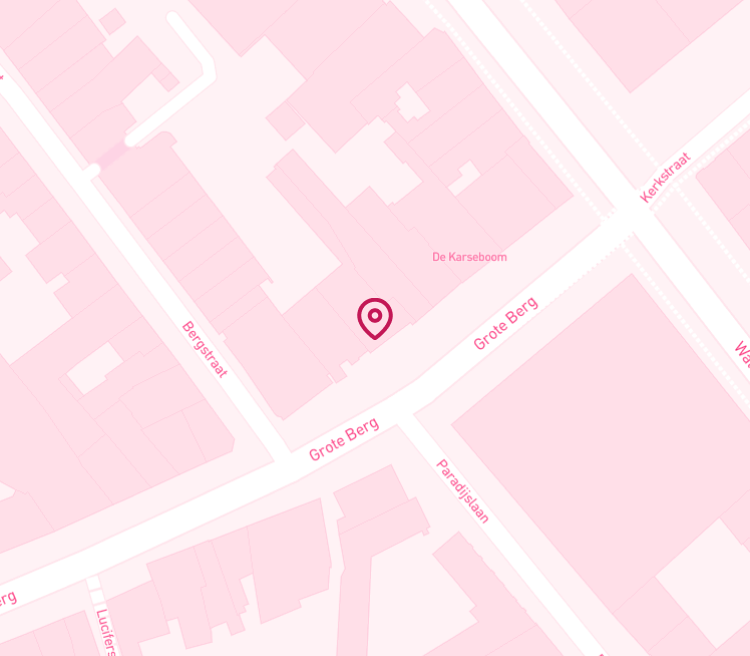 Kerkstraat
De Karseboom
Grote Berg
Bergstraat
Grote Berg
Paradijslaan